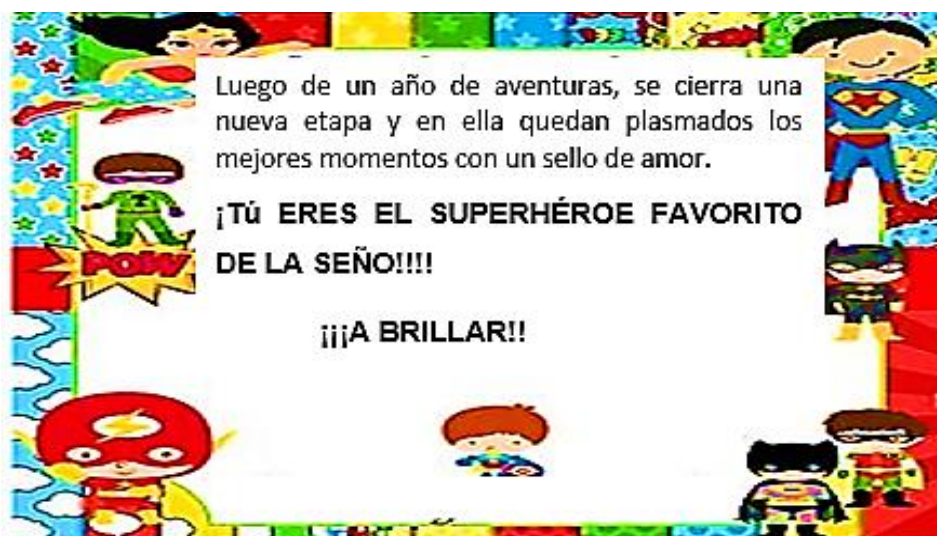 Luego de un año de aventuras, se cierra una
nueva etapa y en ella quedan plasmados los
mejores momentos con un sello de amor.
¡Tú ERES EL SUPERHÉROE FAVORITO
DE LA SEÑO!!!!
¡¡¡A BRILLAR!!
POW